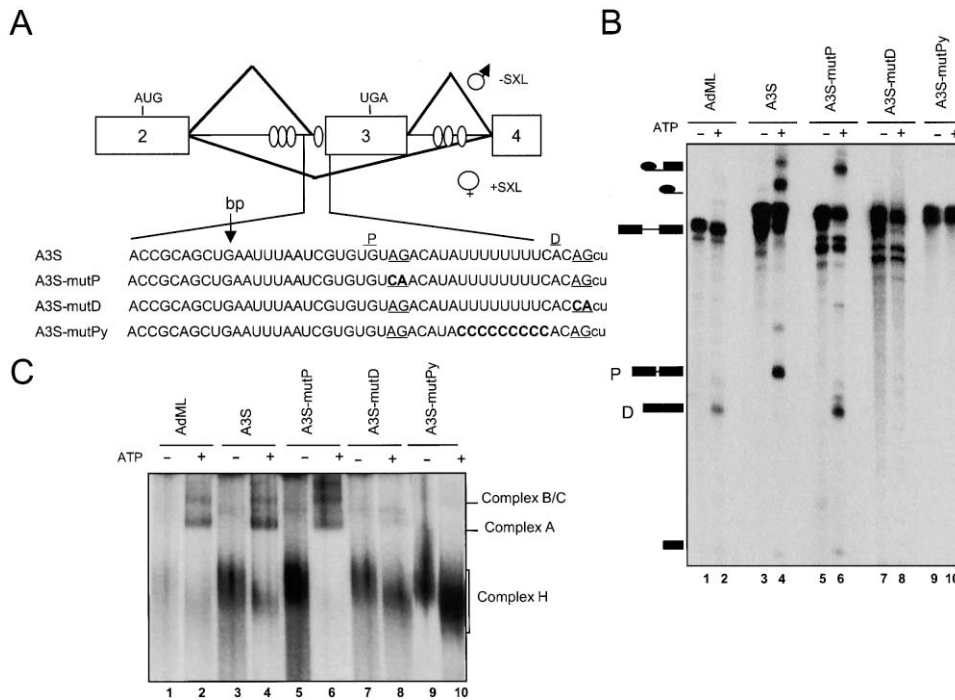 A
AUG
UGA
♂ -SXL
2
3
4
♀ +SXL
bp
P
D
A3S ACCGCAGCUGAAUUUAAUCGUGUGUAGACAUAUUUUUUUUCACAGcu
A3S-mutP ACCGCAGCUGAAUUUAAUCGUGUGUCAACAUAUUUUUUUUCACAGcu
A3S-mutD ACCGCAGCUGAAUUUAAUCGUGUGUAGACAUAUUUUUUUUCACCAcu
A3S-mutPy ACCGCAGCUGAAUUUAAUCGUGUGUAGACAUACCCCCCCCCACAGcu
B
AdML
A3S
A3S-mutP
A3S-mutD
A3S-mutPy
ATP - + - + - + - + - +
P
D
1 2 3 4 5 6 7 8 9 10
C
AdML
A3S
A3S-mutP
A3S-mutD
A3S-mutPy
ATP - + - + - + - + - +
Complex B/C
Complex A
Complex H
1 2 3 4 5 6 7 8 9 10